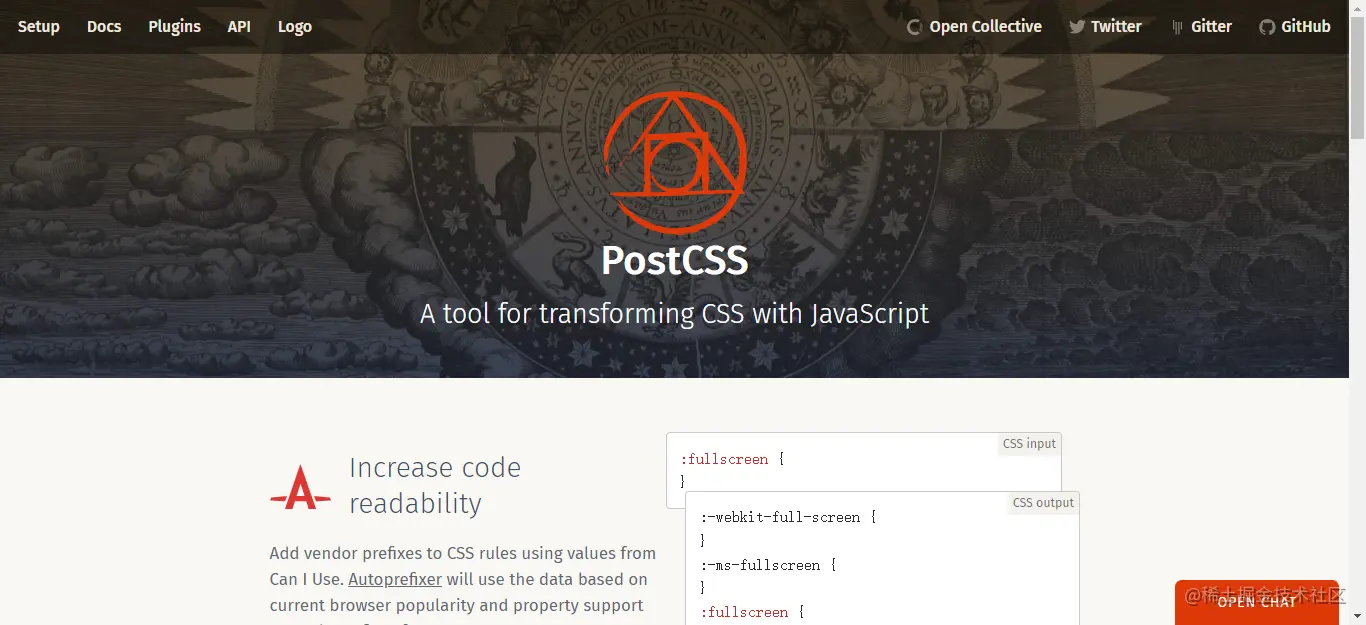 Setup Docs Plugins API Logo Open Collective Twitter Gitter GitHub
PostCSS
A tool for transforming CSS with JavaScript
Increase code
readability
Add vendor prefixes to CSS rules using values from
Can I Use. Autoprefixer will use the data based on
current browser popularity and property support
CSS input
:fullscreen {
}
CSS output
:-webkit-full-screen {
}
:-ms-fullscreen {
}
:fullscreen {
OPEN CHAT
@稀土掘金技术社区